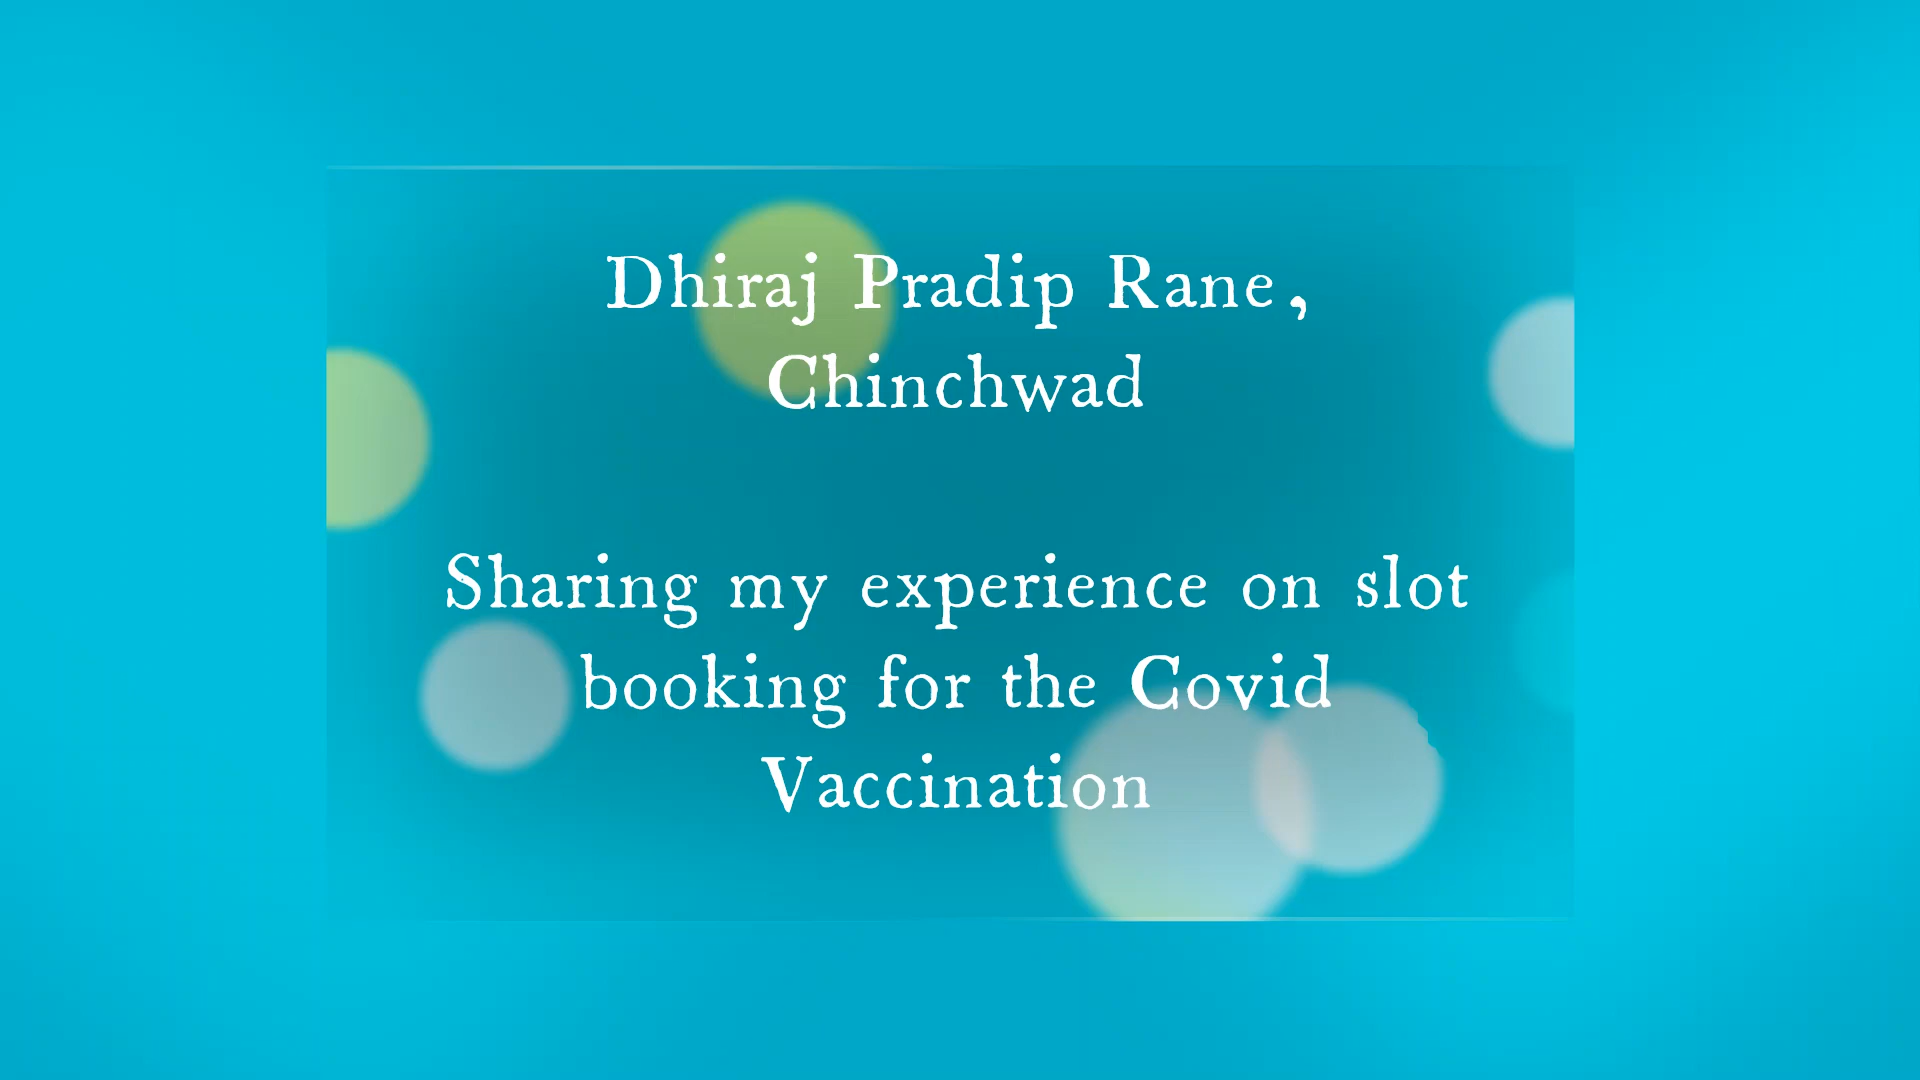 Dhiraj Pradip Rane,
Chinchwad
Sharing my experience on slot
booking for the Covid
Vaccination